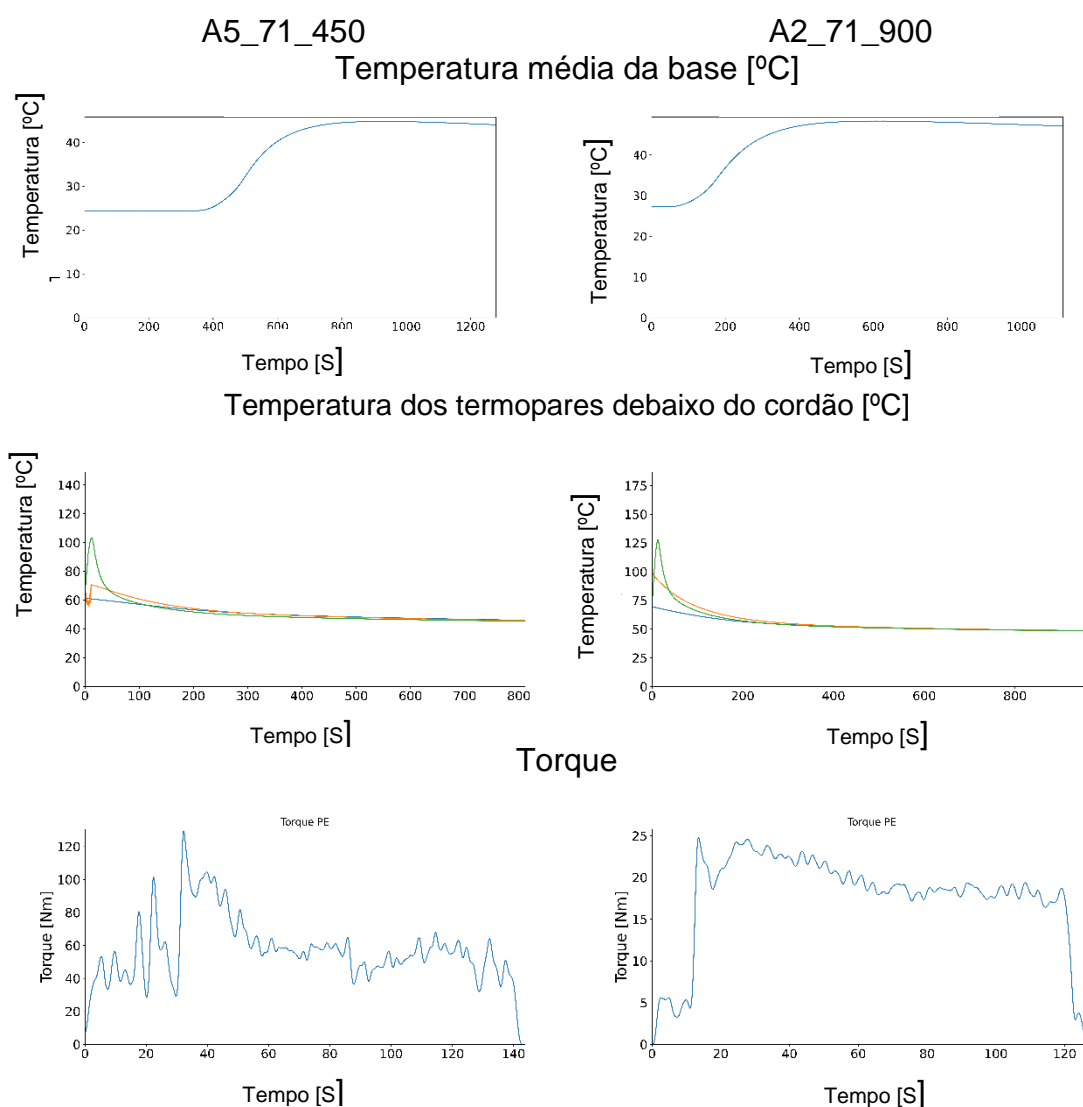 A5_71_450 A2_71_900
Temperatura média da base [ºC]
Temperatura [ºC]
40
30
20
10
0
0 200 400 600 800 1000 1200
Tempo [S]
Temperatura [ºC]
40
30
20
10
0
0 200 400 600 800 1000
Tempo [S]
Temperatura dos termopares debaixo do cordão [ºC]
Temperatura [ºC]
140
120
100
80
60
40
20
0
0 100 200 300 400 500 600 700 800
Tempo [S]
Temperatura [ºC]
175
150
125
100
75
50
25
0
0 200 400 600 800
Tempo [S]
Torque
Torque PE
Torque [Nm]
120
100
80
60
40
20
0
0 20 40 60 80 100 120 140
Tempo [S]
Torque PE
Torque [Nm]
25
20
15
10
5
0
0 20 40 60 80 100 120
Tempo [S]